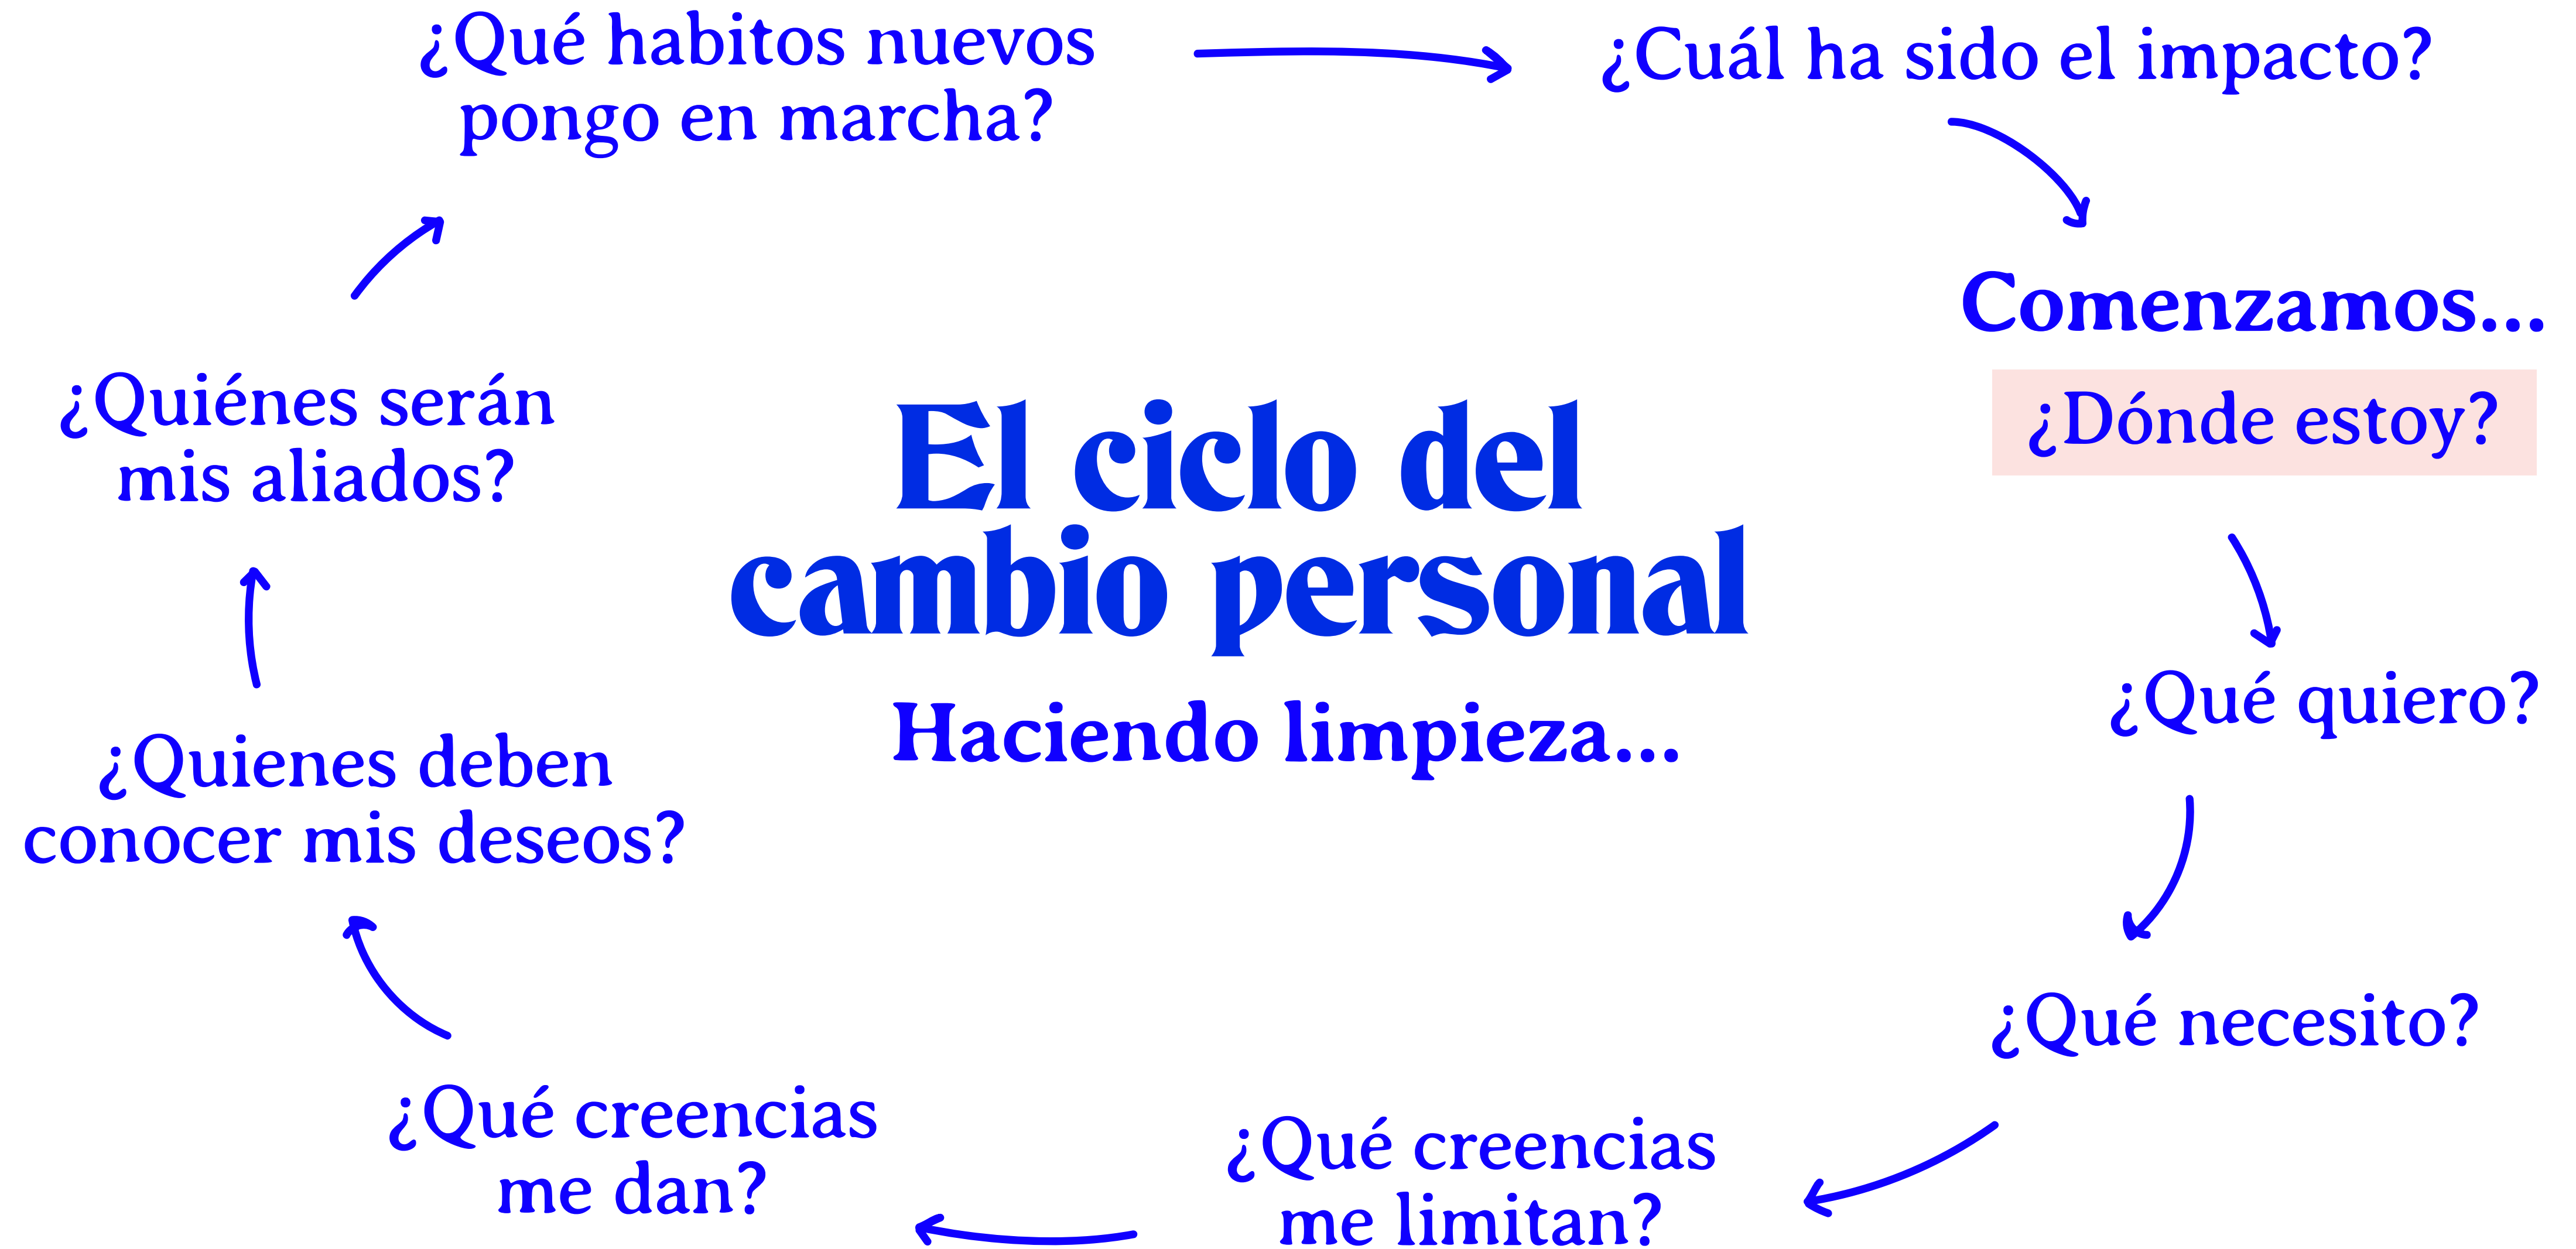 ¿Qué habitos nuevos
pongo en marcha?
¿Cuál ha sido el impacto?
Comenzamos...
¿Dónde estoy?
¿Qué quiero?
¿Qué necesito?
¿Qué creencias
me limitan?
¿Qué creencias
me dan?
¿Quienes deben
conocer mis deseos?
¿Quiénes serán
mis aliados?
El ciclo del
cambio personal
Haciendo limpieza...